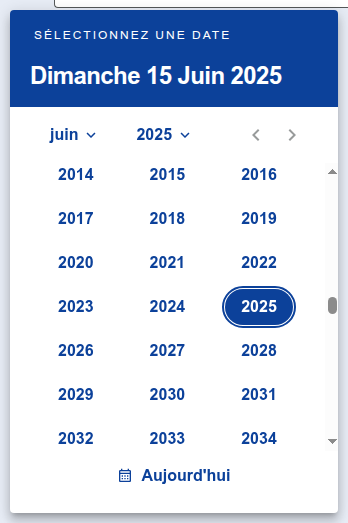 SÉLECTIONNEZ UNE DATE
Dimanche 15 Juin 2025
juin 2025
2014 2015 2016
2017 2018 2019
2020 2021 2022
2023 2024 2025
2026 2027 2028
2029 2030 2031
2032 2033 2034
Aujourd'hui